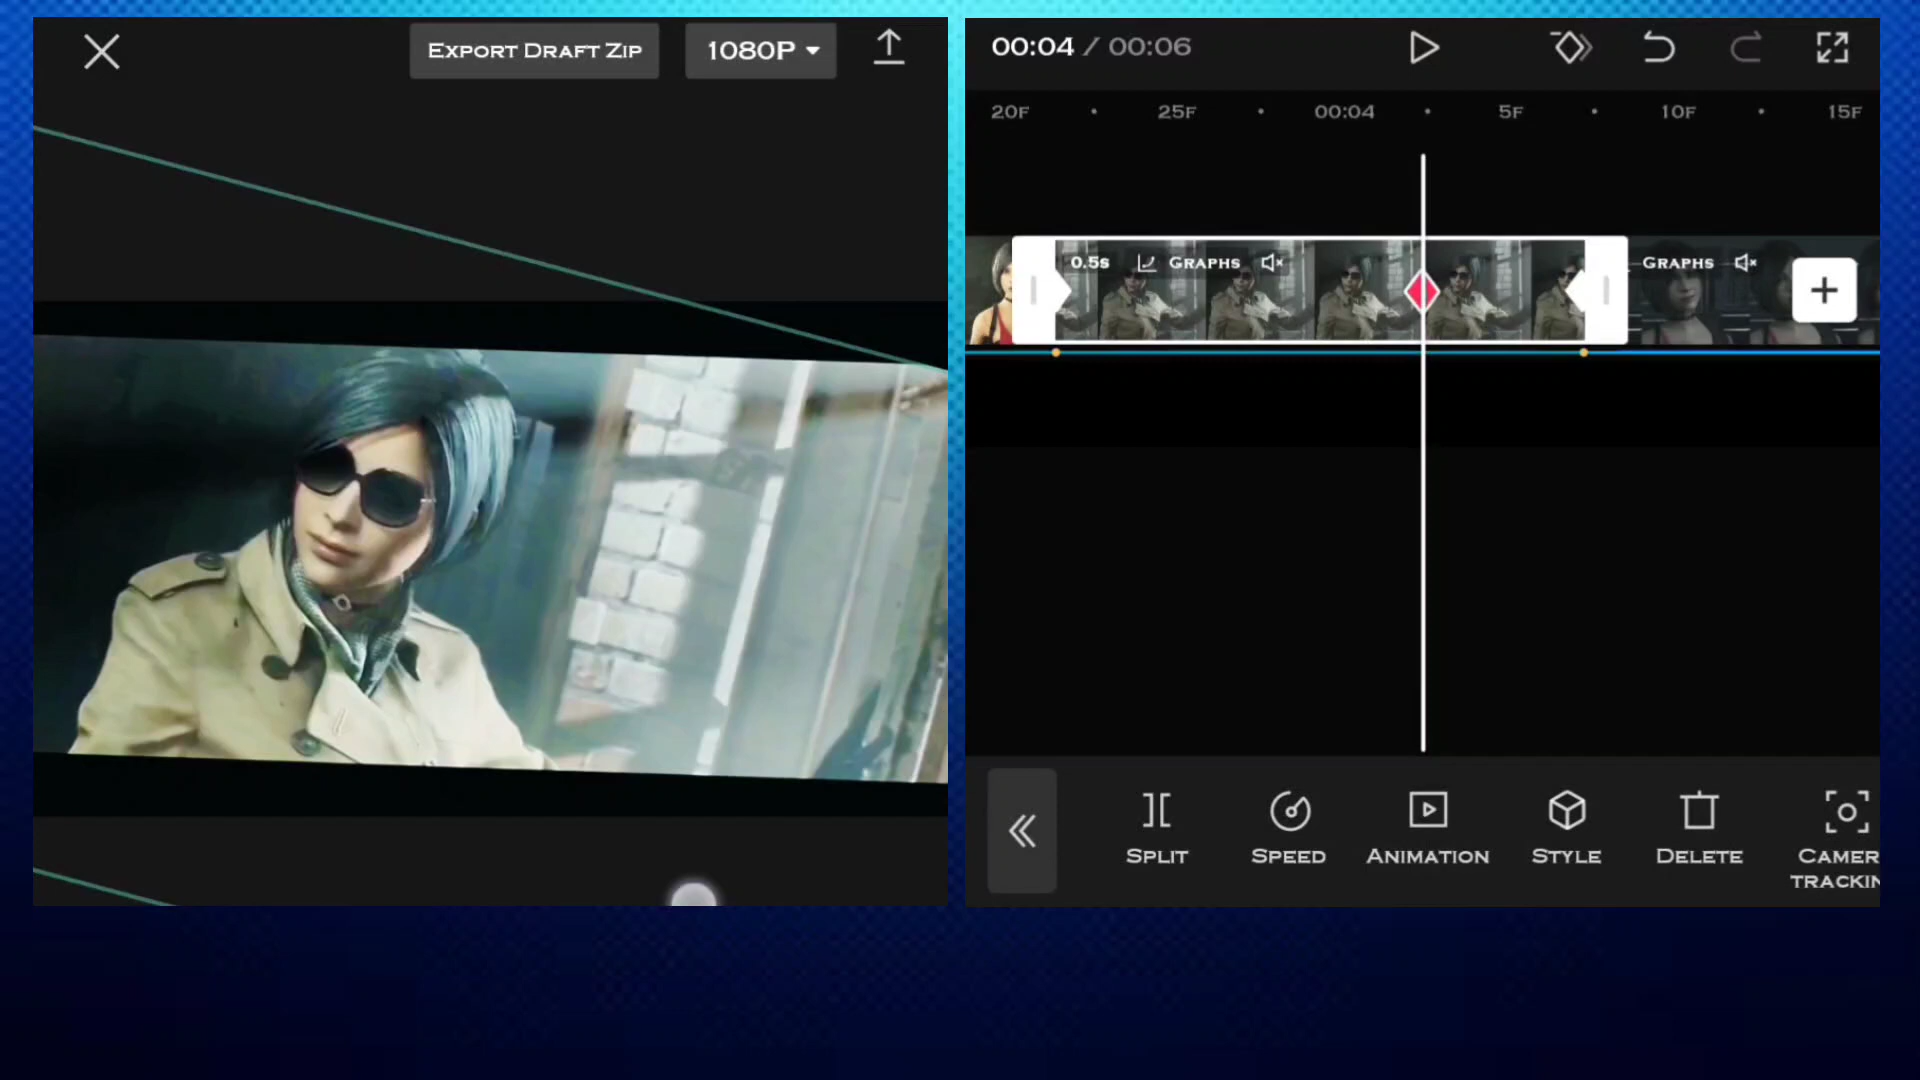 EXPORT DRAFT ZIP
1080P
00:04 / 00:06
20F 25F 00:04 5F 10F 15F
0.5S GRAPHS GRAPHS
SPLIT SPEED ANIMATION STYLE DELETE CAMER
TRACKIN